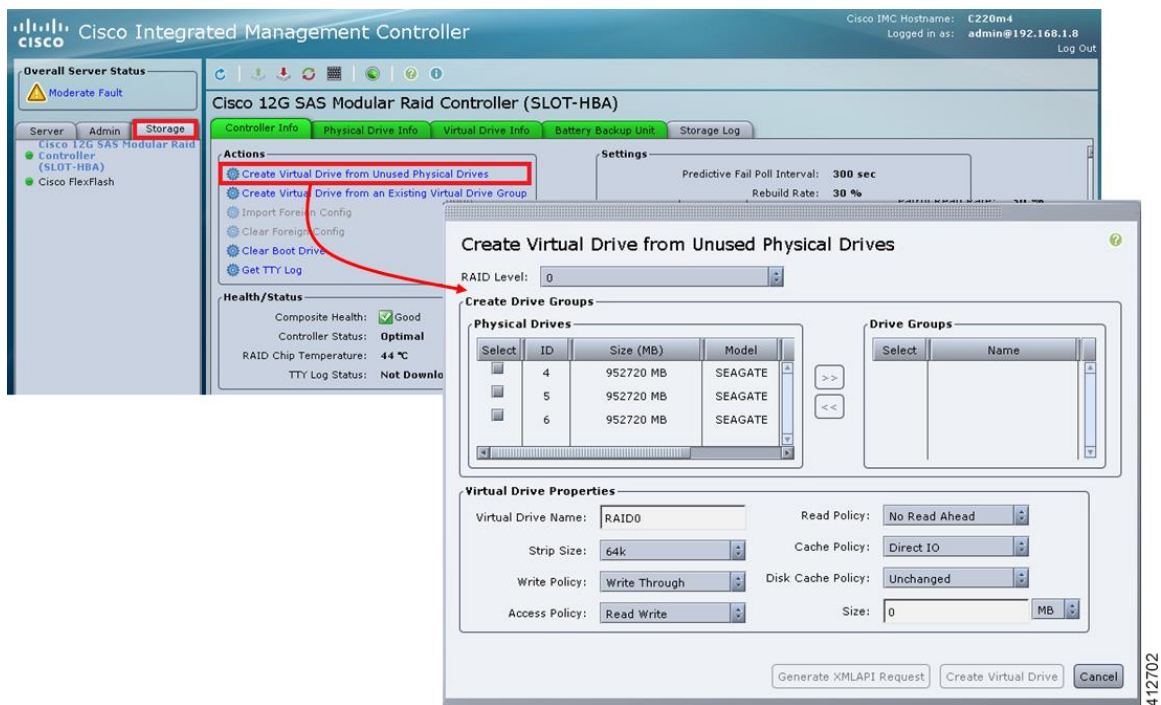 cisco Cisco Integrated Management Controller
Cisco IMC Hostname: C220m4
Logged in as: admin@192.168.1.8
Log Out
Overall Server Status
Moderate Fault
Server Admin Storage
Cisco 12G SAS Modular Raid
Controller
(SLOT-HBA)
Cisco FlexFlash
Cisco 12G SAS Modular Raid Controller (SLOT-HBA)
Controller Info Physical Drive Info Virtual Drive Info Battery Backup Unit Storage Log
Actions
Create Virtual Drive from Unused Physical Drives
Create Virtual Drive from an Existing Virtual Drive Group
Import Foreign Config
Clear Foreign Config
Clear Boot Drive
Get TTY Log
Settings
Predictive Fail Poll Interval: 300 sec
Rebuild Rate: 30 %
Patrol Read Rate: 30 %
Health/Status
Composite Health: Good
Controller Status: Optimal
RAID Chip Temperature: 44 °C
TTY Log Status: Not Downlo
Create Virtual Drive from Unused Physical Drives
RAID Level: 0
Create Drive Groups
Physical Drives
Select ID Size (MB) Model
4 952720 MB SEAGATE
5 952720 MB SEAGATE
6 952720 MB SEAGATE
>>
<<
Drive Groups
Select Name
Virtual Drive Properties
Virtual Drive Name: RAID0
Strip Size: 64k
Write Policy: Write Through
Access Policy: Read Write
Read Policy: No Read Ahead
Cache Policy: Direct IO
Disk Cache Policy: Unchanged
Size: 0 MB
Generate XMLAPI Request Create Virtual Drive Cancel
412702